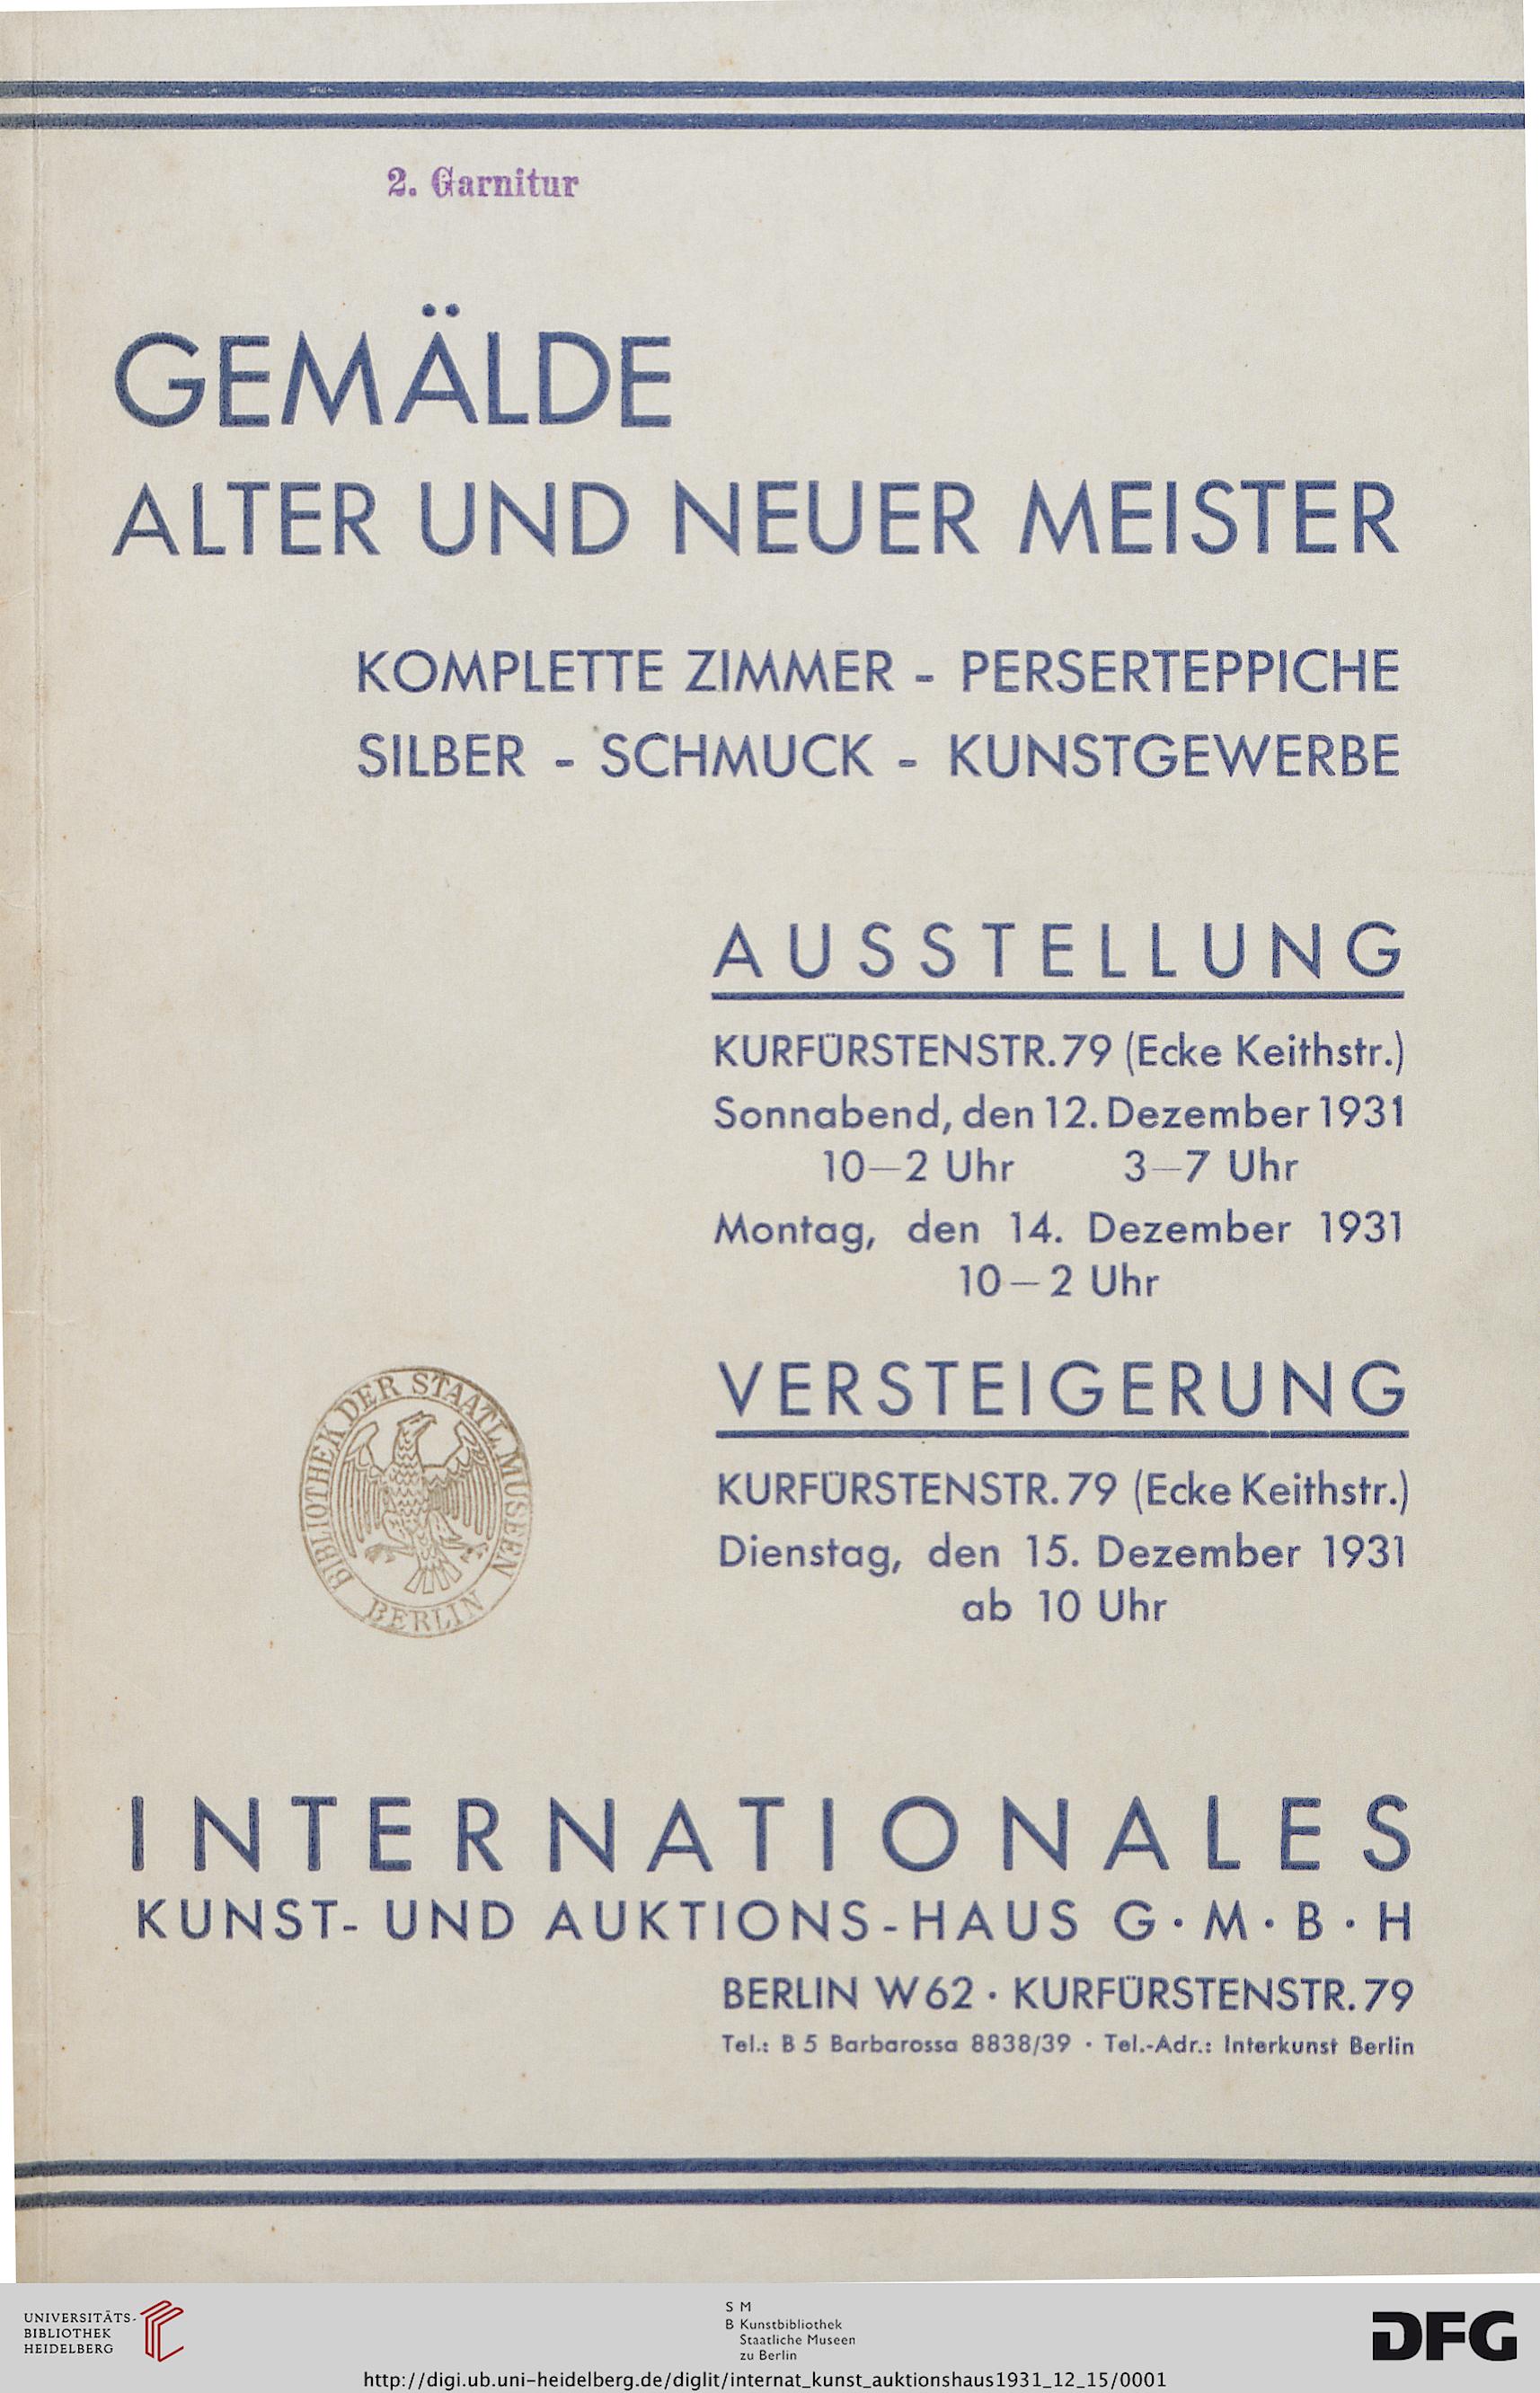 2. Garnitur
GEMÄLDE
ALTER UND NEUER MEISTER
KOMPLETTE ZIMMER - PERSERTEPPICHE
SILBER - SCHMUCK - KUNSTGEWERBE
AUSSTELLUNG
KURFÜRSTENSTR. 79 (Ecke Keithstr.)
Sonnabend, den 12. Dezember 1931
10—2 Uhr 3—7 Uhr
Montag, den 14. Dezember 1931
10—2 Uhr
VERSTEIGERUNG
KURFÜRSTENSTR. 79 (Ecke Keithstr.)
Dienstag, den 15. Dezember 1931
ab 10 Uhr
BIBLIOTHEK DER STAATL. MUSEEN
BERLIN
INTERNATIONALES
KUNST- UND AUKTIONS-HAUS G·M·B·H
BERLIN W 62 · KURFÜRSTENSTR. 79
Tel.: B 5 Barbarossa 8838/39 · Tel.-Adr.: Interkunst Berlin
UNIVERSITÄTS-
BIBLIOTHEK
HEIDELBERG
S M
B Kunstbibliothek
Staatliche Museen
zu Berlin
DFG
http://digi.ub.uni-heidelberg.de/diglit/internat_kunst_auktionshaus1931_12_15/0001